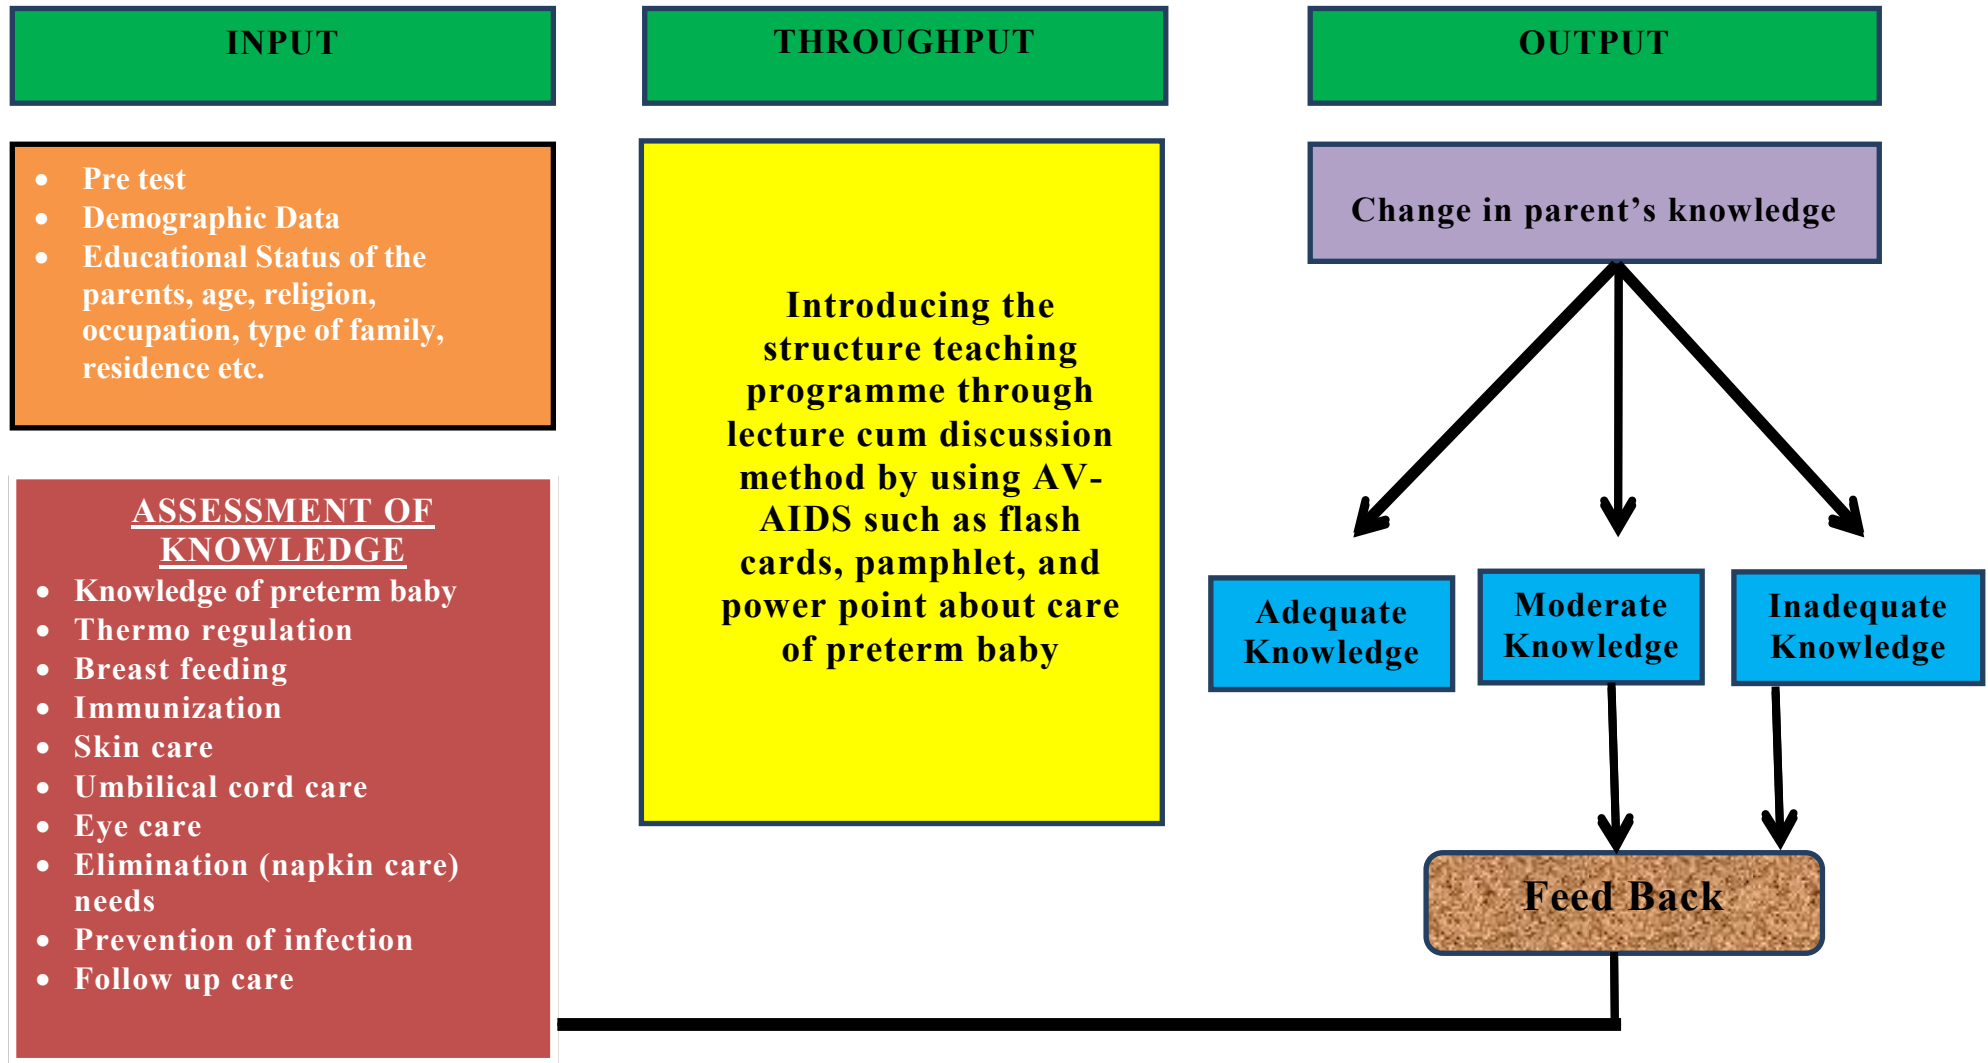 INPUT
• Pre test
• Demographic Data
• Educational Status of the
parents, age, religion,
occupation, type of family,
residence etc.
ASSESSMENT OF
KNOWLEDGE
• Knowledge of preterm baby
• Thermo regulation
• Breast feeding
• Immunization
• Skin care
• Umbilical cord care
• Eye care
• Elimination (napkin care)
needs
• Prevention of infection
• Follow up care
THROUGHPUT
Introducing the
structure teaching
programme through
lecture cum discussion
method by using AV-
AIDS such as flash
cards, pamphlet, and
power point about care
of preterm baby
OUTPUT
Change in parent’s knowledge
Adequate
Knowledge
Moderate
Knowledge
Inadequate
Knowledge
Feed Back